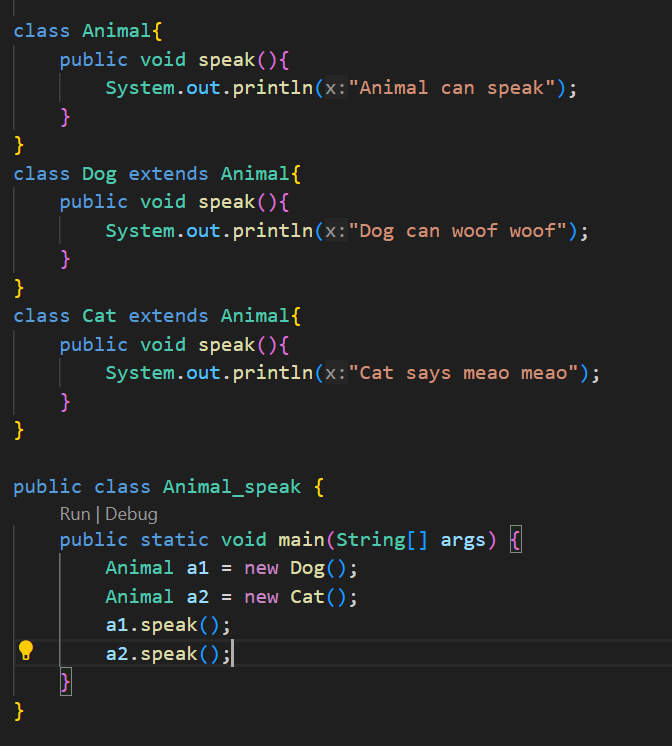 class Animal{
    public void speak(){
        System.out.println(x:"Animal can speak");
    }
}
class Dog extends Animal{
    public void speak(){
        System.out.println(x:"Dog can woof woof");
    }
}
class Cat extends Animal{
    public void speak(){
        System.out.println(x:"Cat says meao meao");
    }
}
public class Animal_speak {
    Run | Debug
    public static void main(String[] args) {
        Animal a1 = new Dog();
        Animal a2 = new Cat();
        a1.speak();
        a2.speak();
    }
}